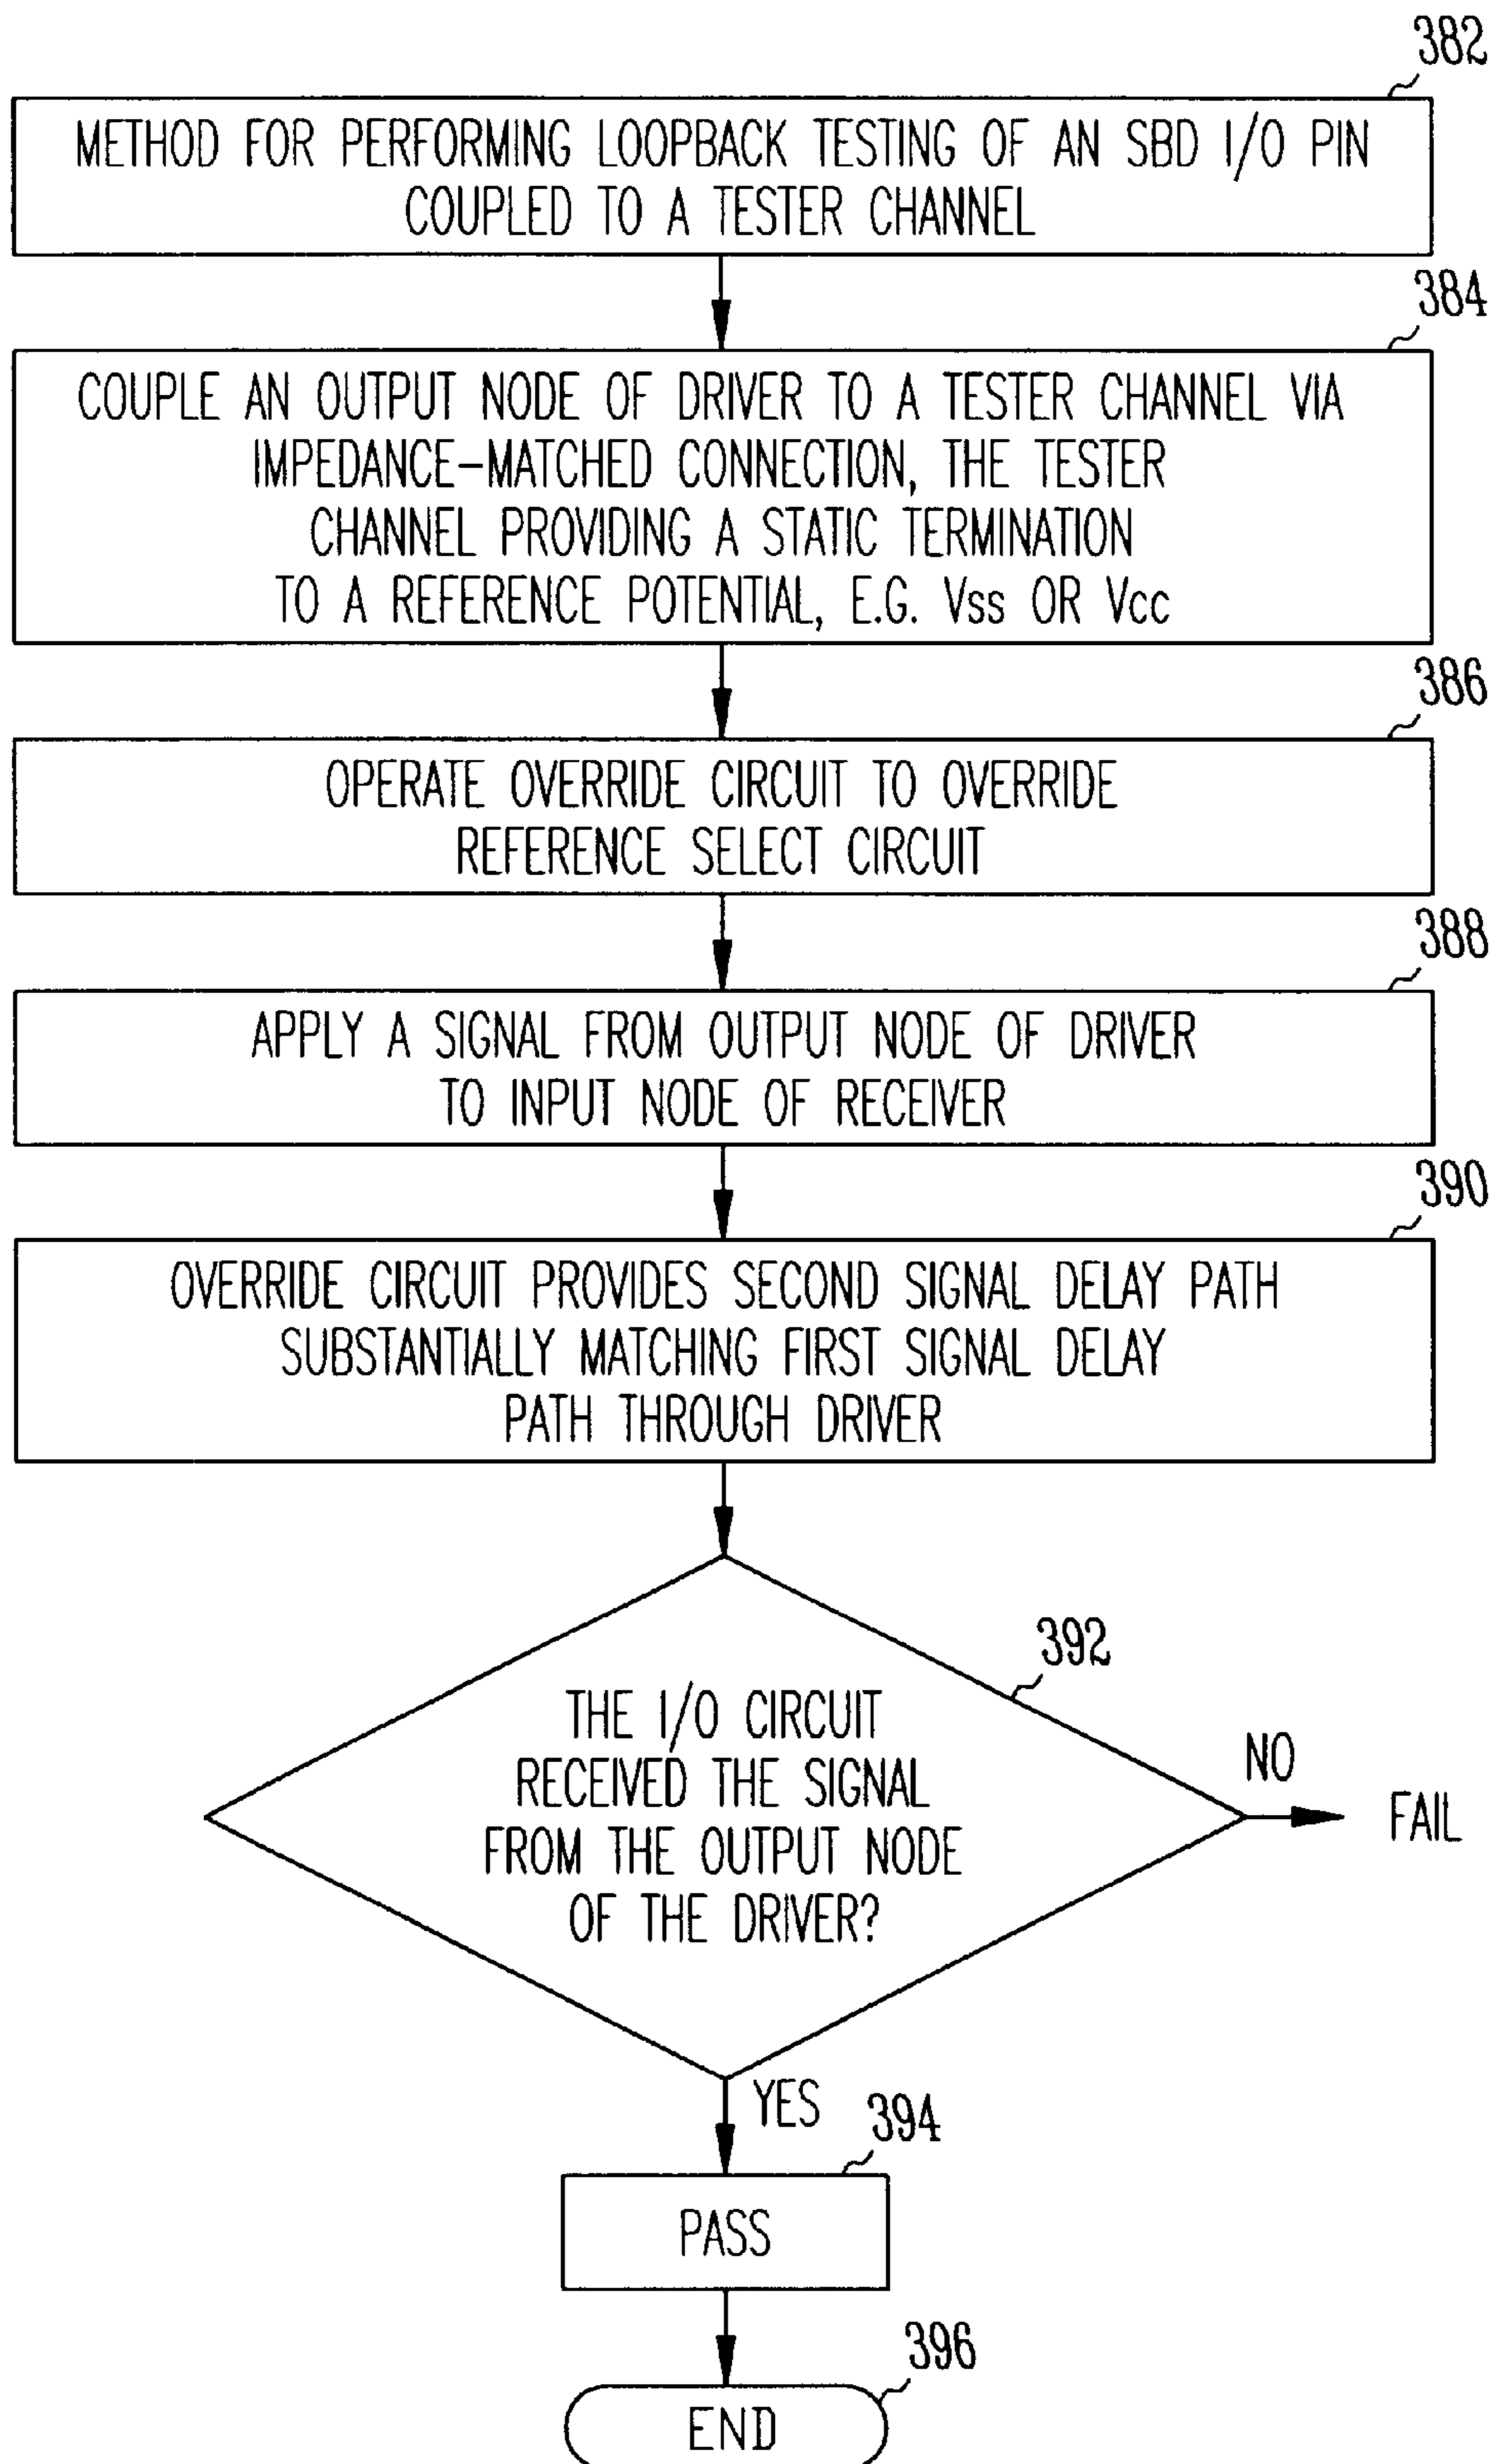 382
METHOD FOR PERFORMING LOOPBACK TESTING OF AN SBD I/O PIN
COUPLED TO A TESTER CHANNEL
384
COUPLE AN OUTPUT NODE OF DRIVER TO A TESTER CHANNEL VIA
IMPEDANCE-MATCHED CONNECTION, THE TESTER
CHANNEL PROVIDING A STATIC TERMINATION
TO A REFERENCE POTENTIAL, E.G. Vss OR Vcc
386
OPERATE OVERRIDE CIRCUIT TO OVERRIDE
REFERENCE SELECT CIRCUIT
388
APPLY A SIGNAL FROM OUTPUT NODE OF DRIVER
TO INPUT NODE OF RECEIVER
390
OVERRIDE CIRCUIT PROVIDES SECOND SIGNAL DELAY PATH
SUBSTANTIALLY MATCHING FIRST SIGNAL DELAY
PATH THROUGH DRIVER
392
THE I/O CIRCUIT
RECEIVED THE SIGNAL
FROM THE OUTPUT NODE
OF THE DRIVER?
NO
FAIL
YES
394
PASS
396
END